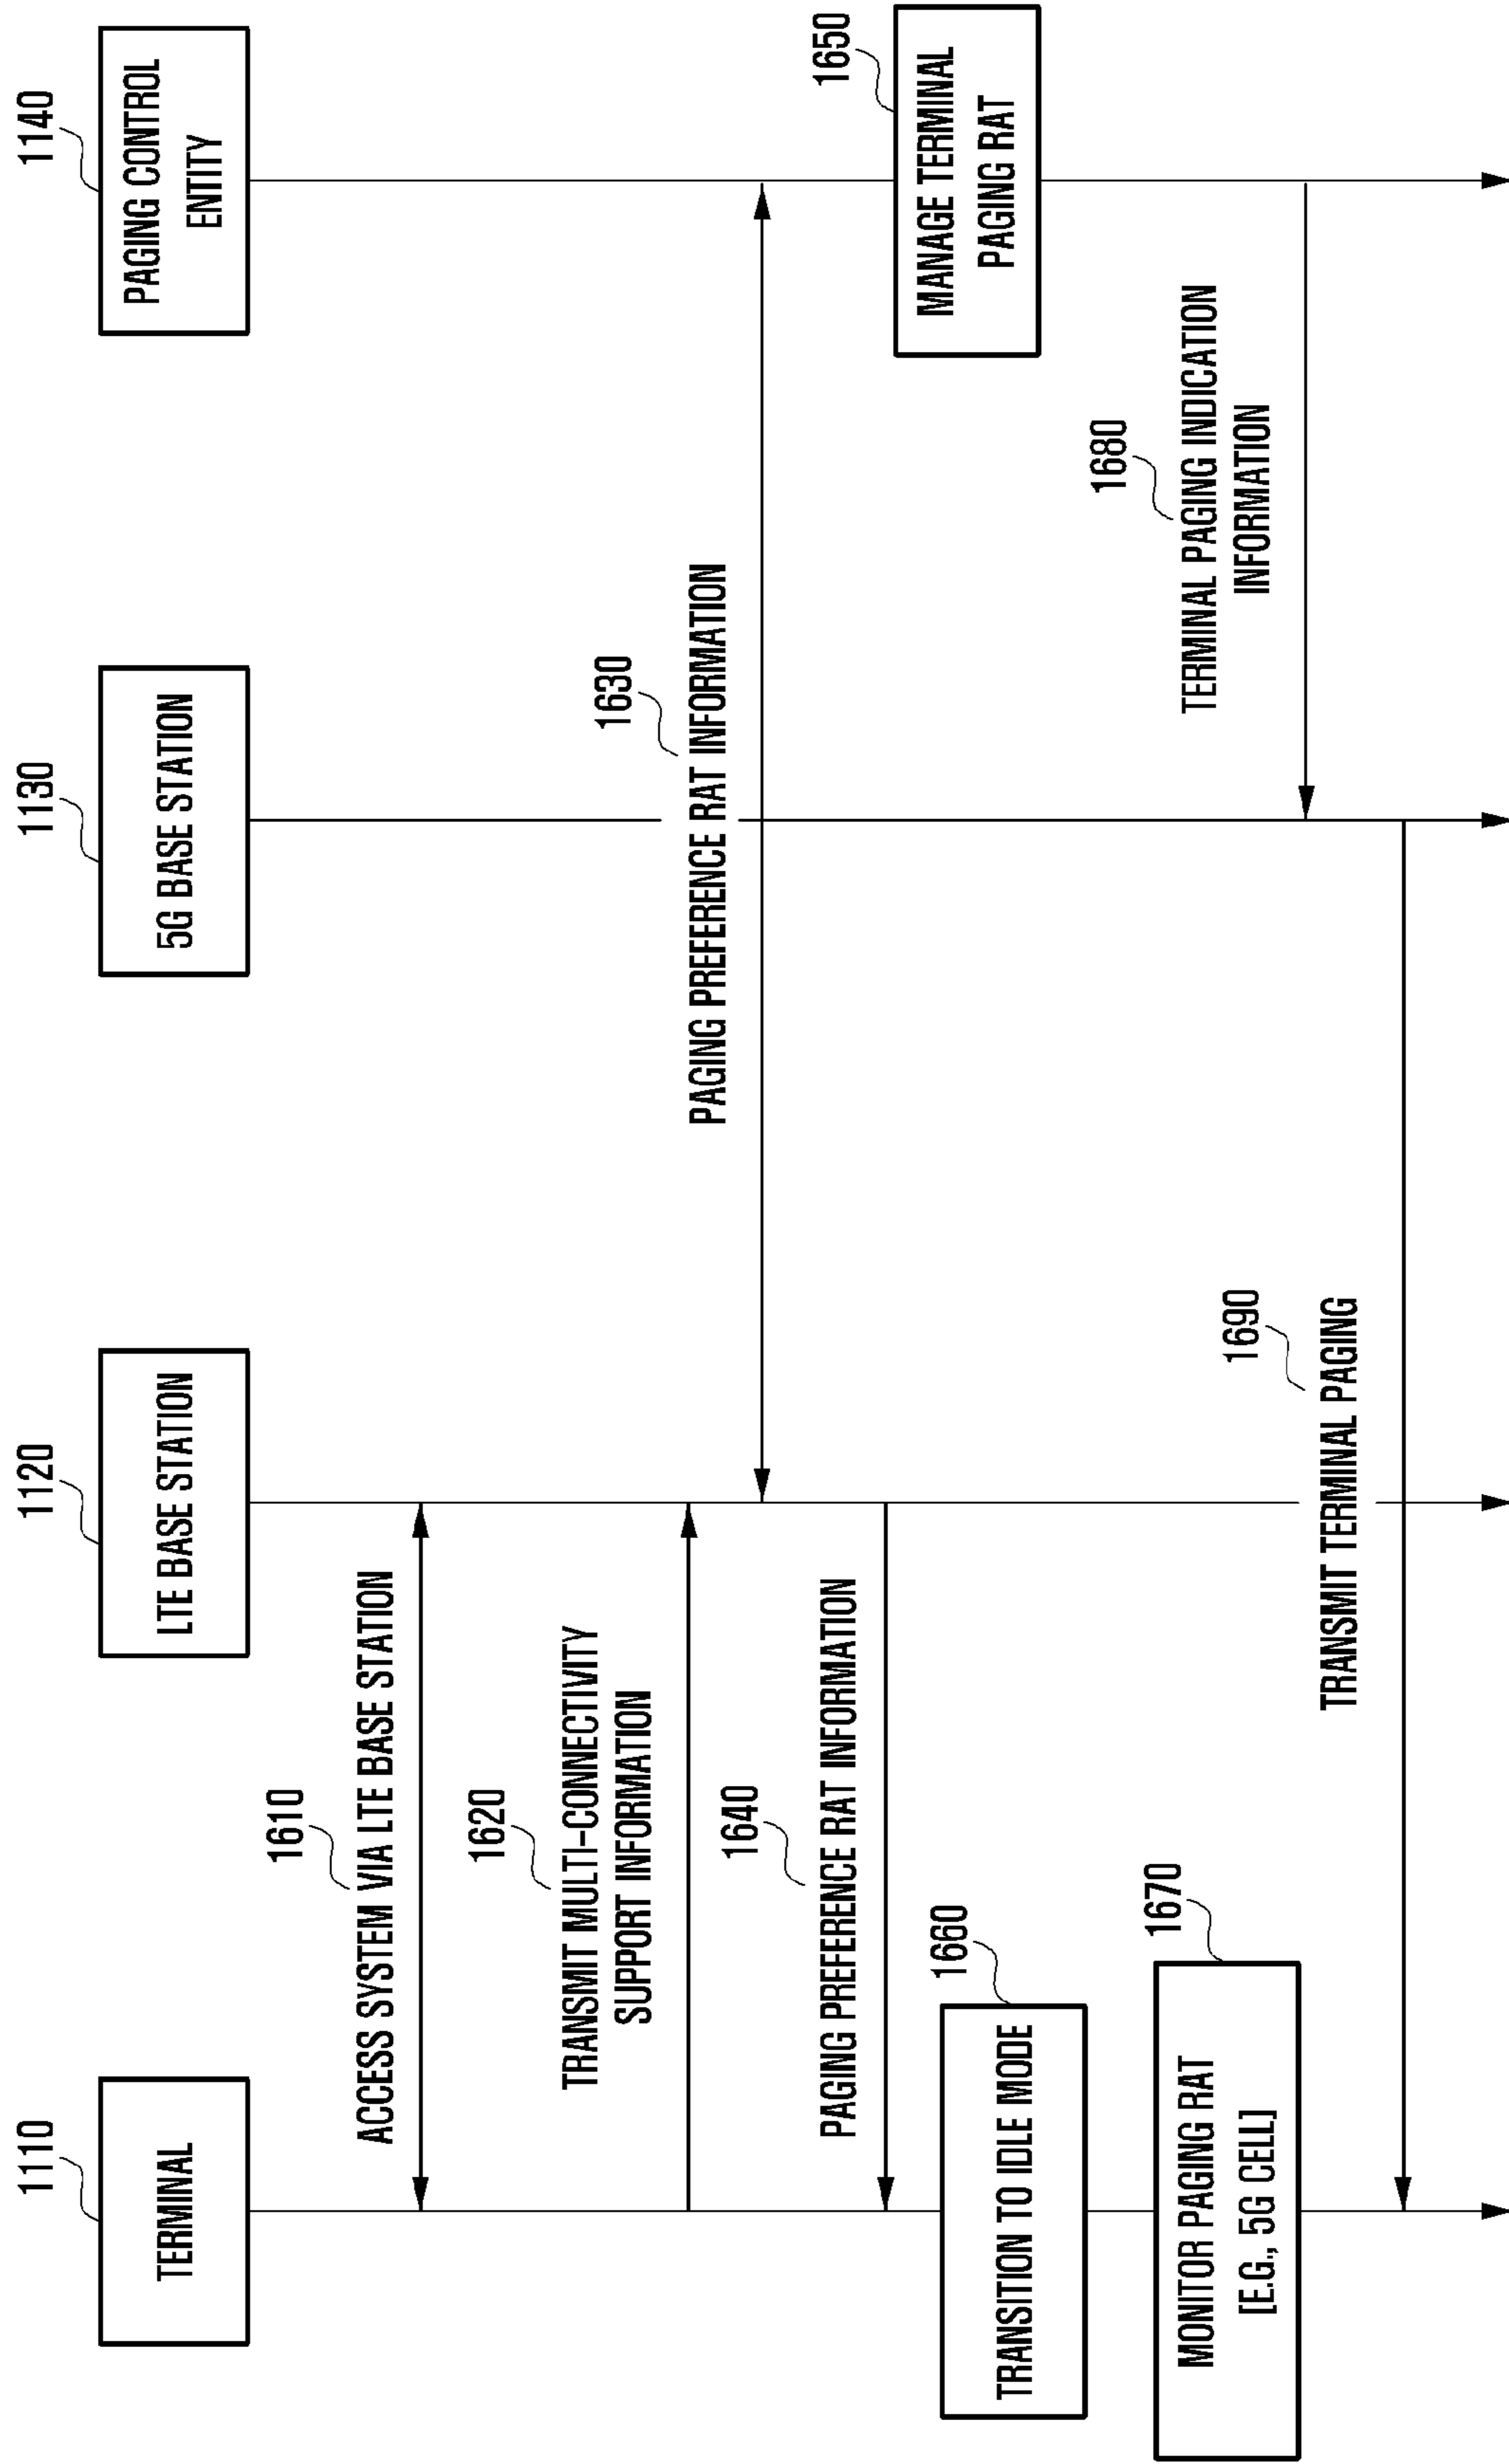 1110
TERMINAL
1120
LTE BASE STATION
1130
5G BASE STATION
1140
PAGING CONTROL
ENTITY
1610
ACCESS SYSTEM VIA LTE BASE STATION
1620
TRANSMIT MULTI-CONNECTIVITY
SUPPORT INFORMATION
1630
PAGING PREFERENCE RAT INFORMATION
1640
PAGING PREFERENCE RAT INFORMATION
1650
MANAGE TERMINAL
PAGING RAT
1660
TRANSITION TO IDLE MODE
1670
MONITOR PAGING RAT
[E.G., 5G CELL]
1680
TERMINAL PAGING INDICATION
INFORMATION
1690
TRANSMIT TERMINAL PAGING